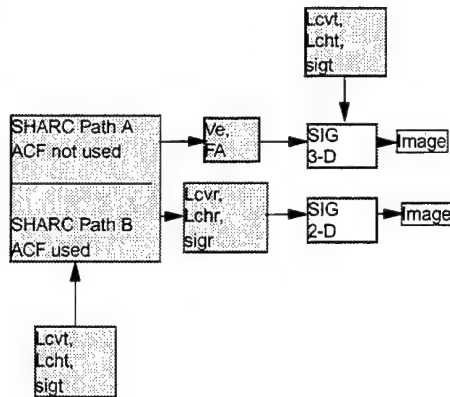 Lcvt,
Lcht,
sigt
SHARC Path A
ACF not used
Ve,
FA
SIG
3-D
Image
SHARC Path B
ACF used
Lcvr,
Lchr,
sigr
SIG
2-D
Image
Lcvt,
Lcht,
sigt